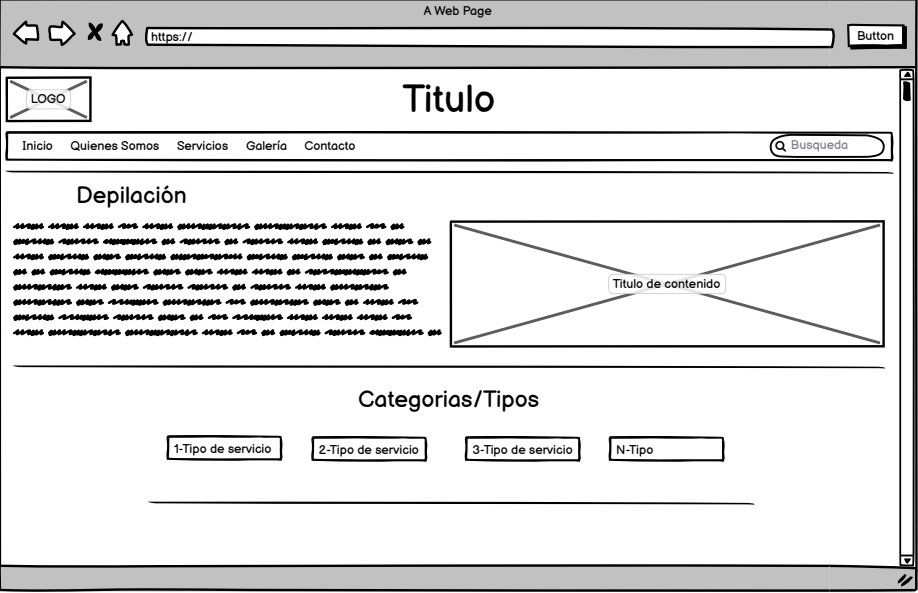 A Web Page
https://
Button
LOGO
Titulo
Inicio Quienes Somos Servicios Galería Contacto
Busqueda
Depilación
Titulo de contenido
Categorias/Tipos
1-Tipo de servicio 2-Tipo de servicio 3-Tipo de servicio N-Tipo